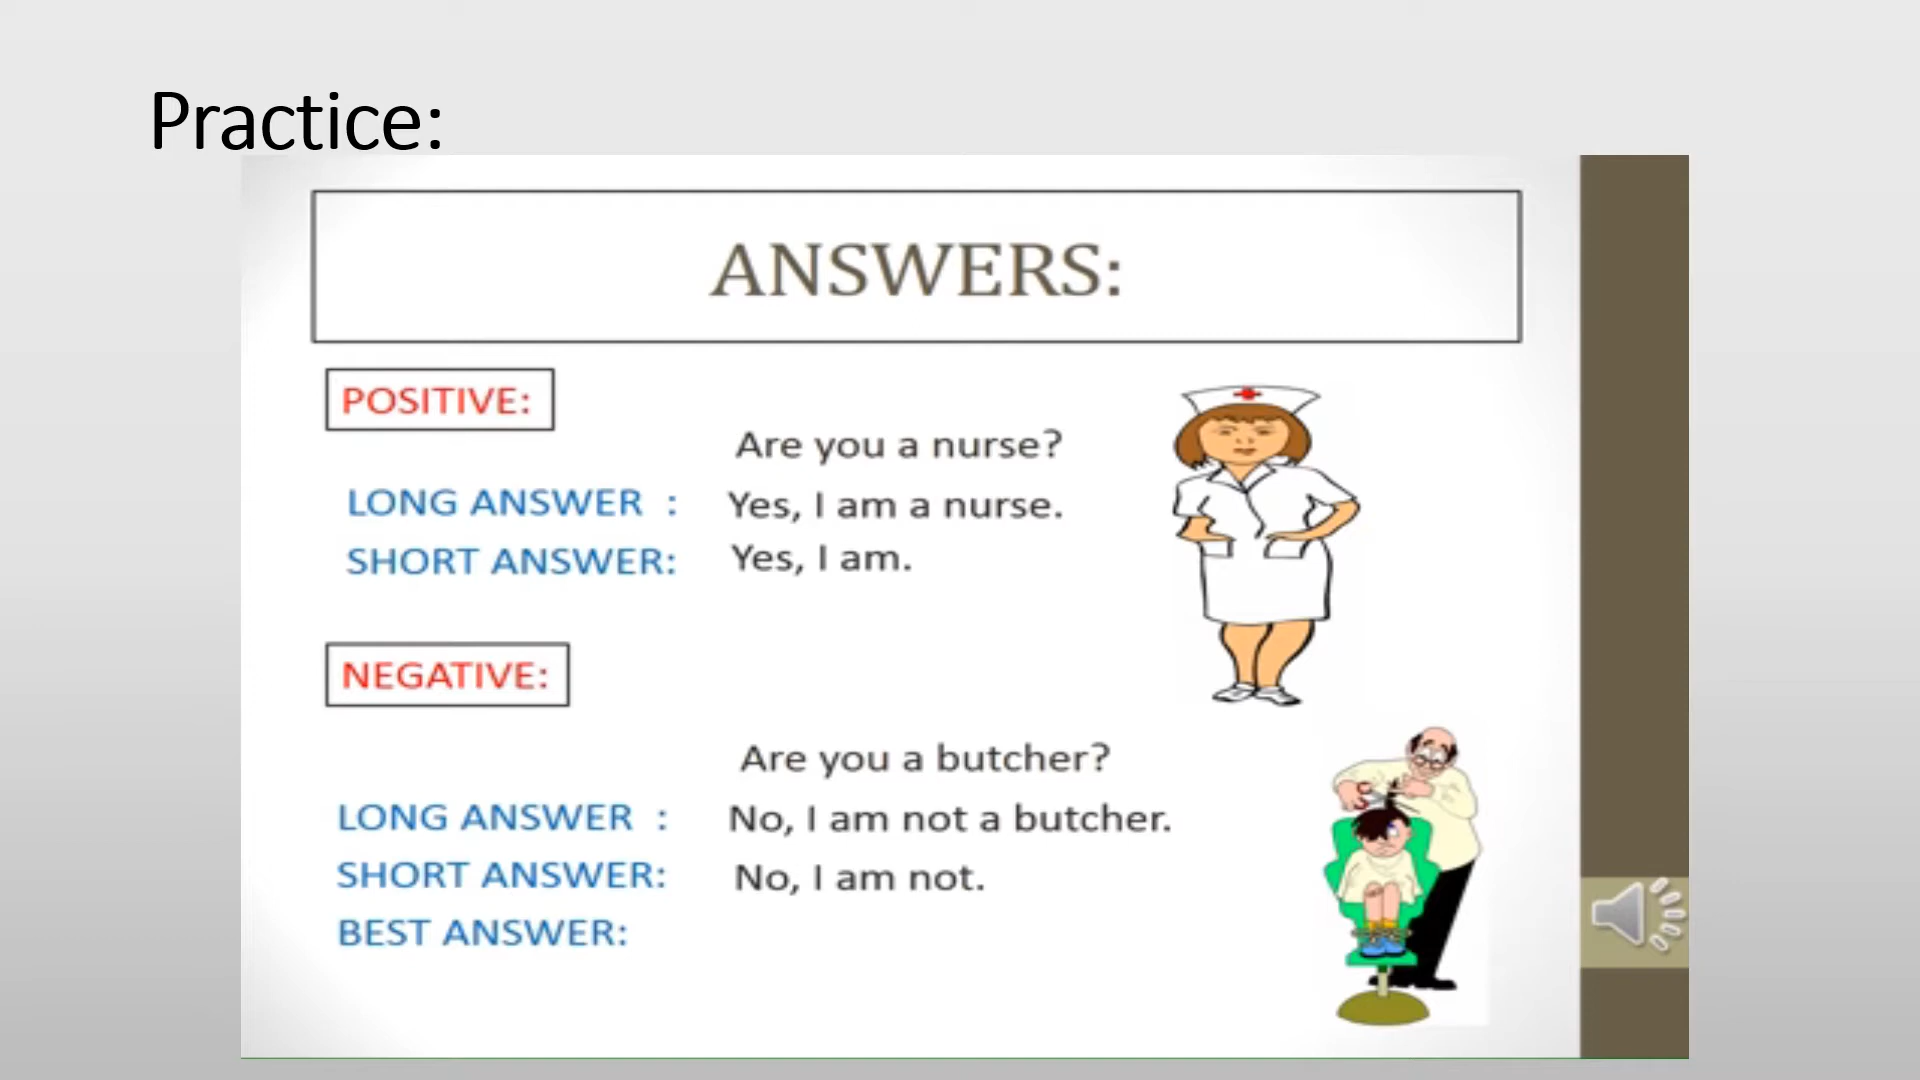 Practice:
ANSWERS:
POSITIVE:
Are you a nurse?
LONG ANSWER : Yes, I am a nurse.
SHORT ANSWER: Yes, I am.
NEGATIVE:
Are you a butcher?
LONG ANSWER : No, I am not a butcher.
SHORT ANSWER: No, I am not.
BEST ANSWER: